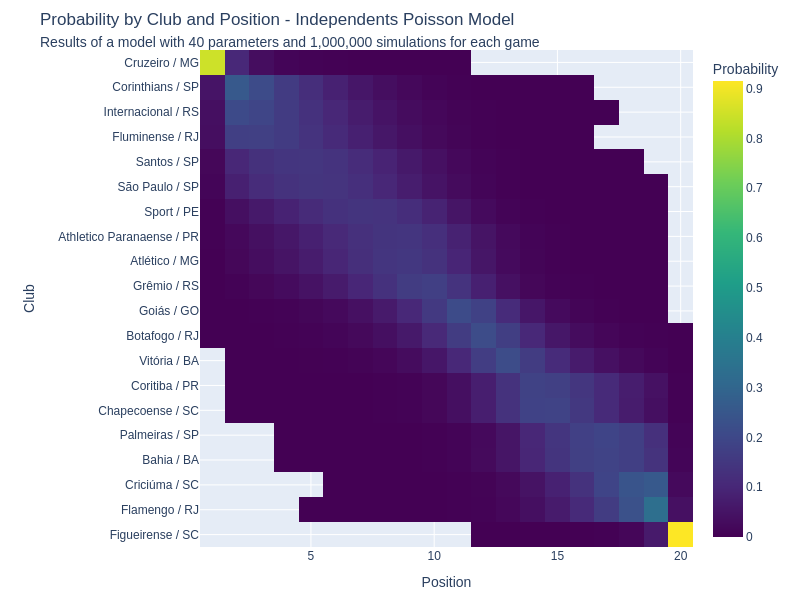 Probability by Club and Position - Independents Poisson Model
Results of a model with 40 parameters and 1,000,000 simulations for each game
Probability
Cruzeiro / MG
Corinthians / SP
Internacional / RS
Fluminense / RJ
Santos / SP
São Paulo / SP
Sport / PE
Athletico Paranaense / PR
Atlético / MG
Grêmio / RS
Goiás / GO
Botafogo / RJ
Vitória / BA
Coritiba / PR
Chapecoense / SC
Palmeiras / SP
Bahia / BA
Criciúma / SC
Flamengo / RJ
Figueirense / SC
Club
5
10
15
20
Position
0.9
0.8
0.7
0.6
0.5
0.4
0.3
0.2
0.1
0